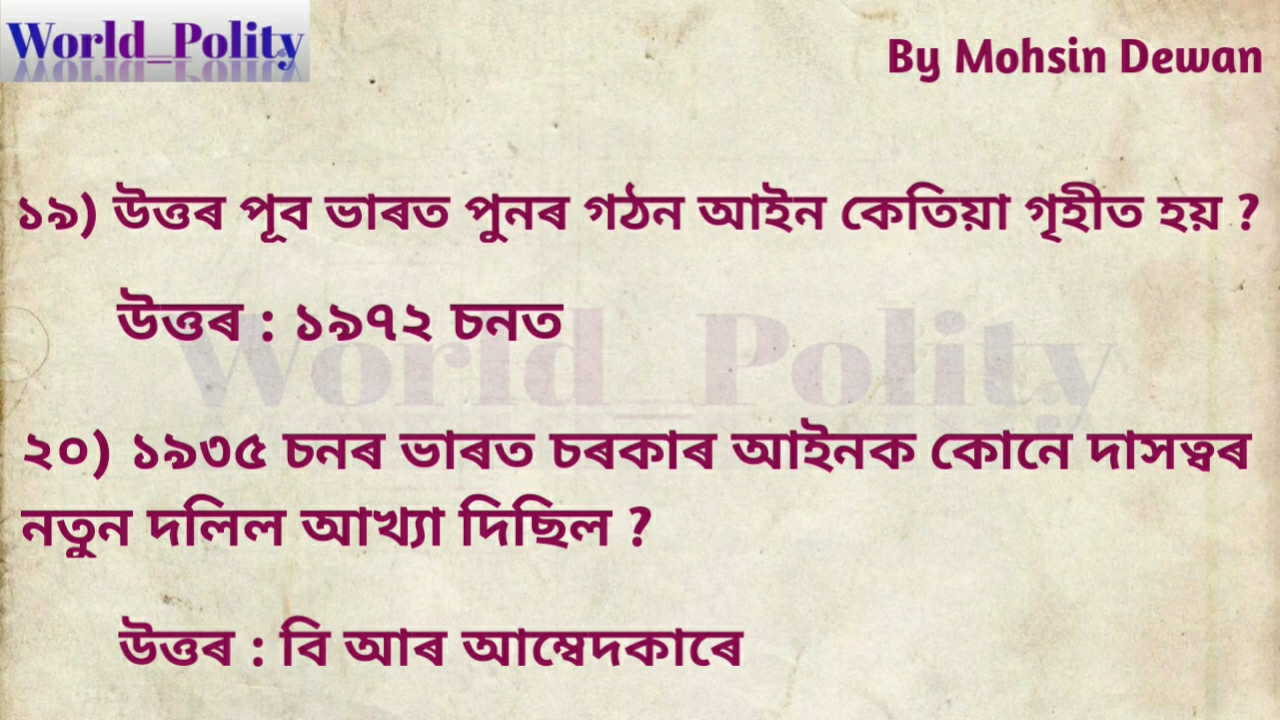 World_Polity
By Mohsin Dewan
১৯) উত্তৰ পূব ভাৰত পুনৰ গঠন আইন কেতিয়া গৃহীত হয় ?
উত্তৰ : ১৯৭২ চনত
World_Polity
২০) ১৯৩৫ চনৰ ভাৰত চৰকাৰ আইনক কোনে দাসত্বৰ
নতুন দলিল আখ্যা দিছিল ?
উত্তৰ : বি আৰ আম্বেদকাৰে